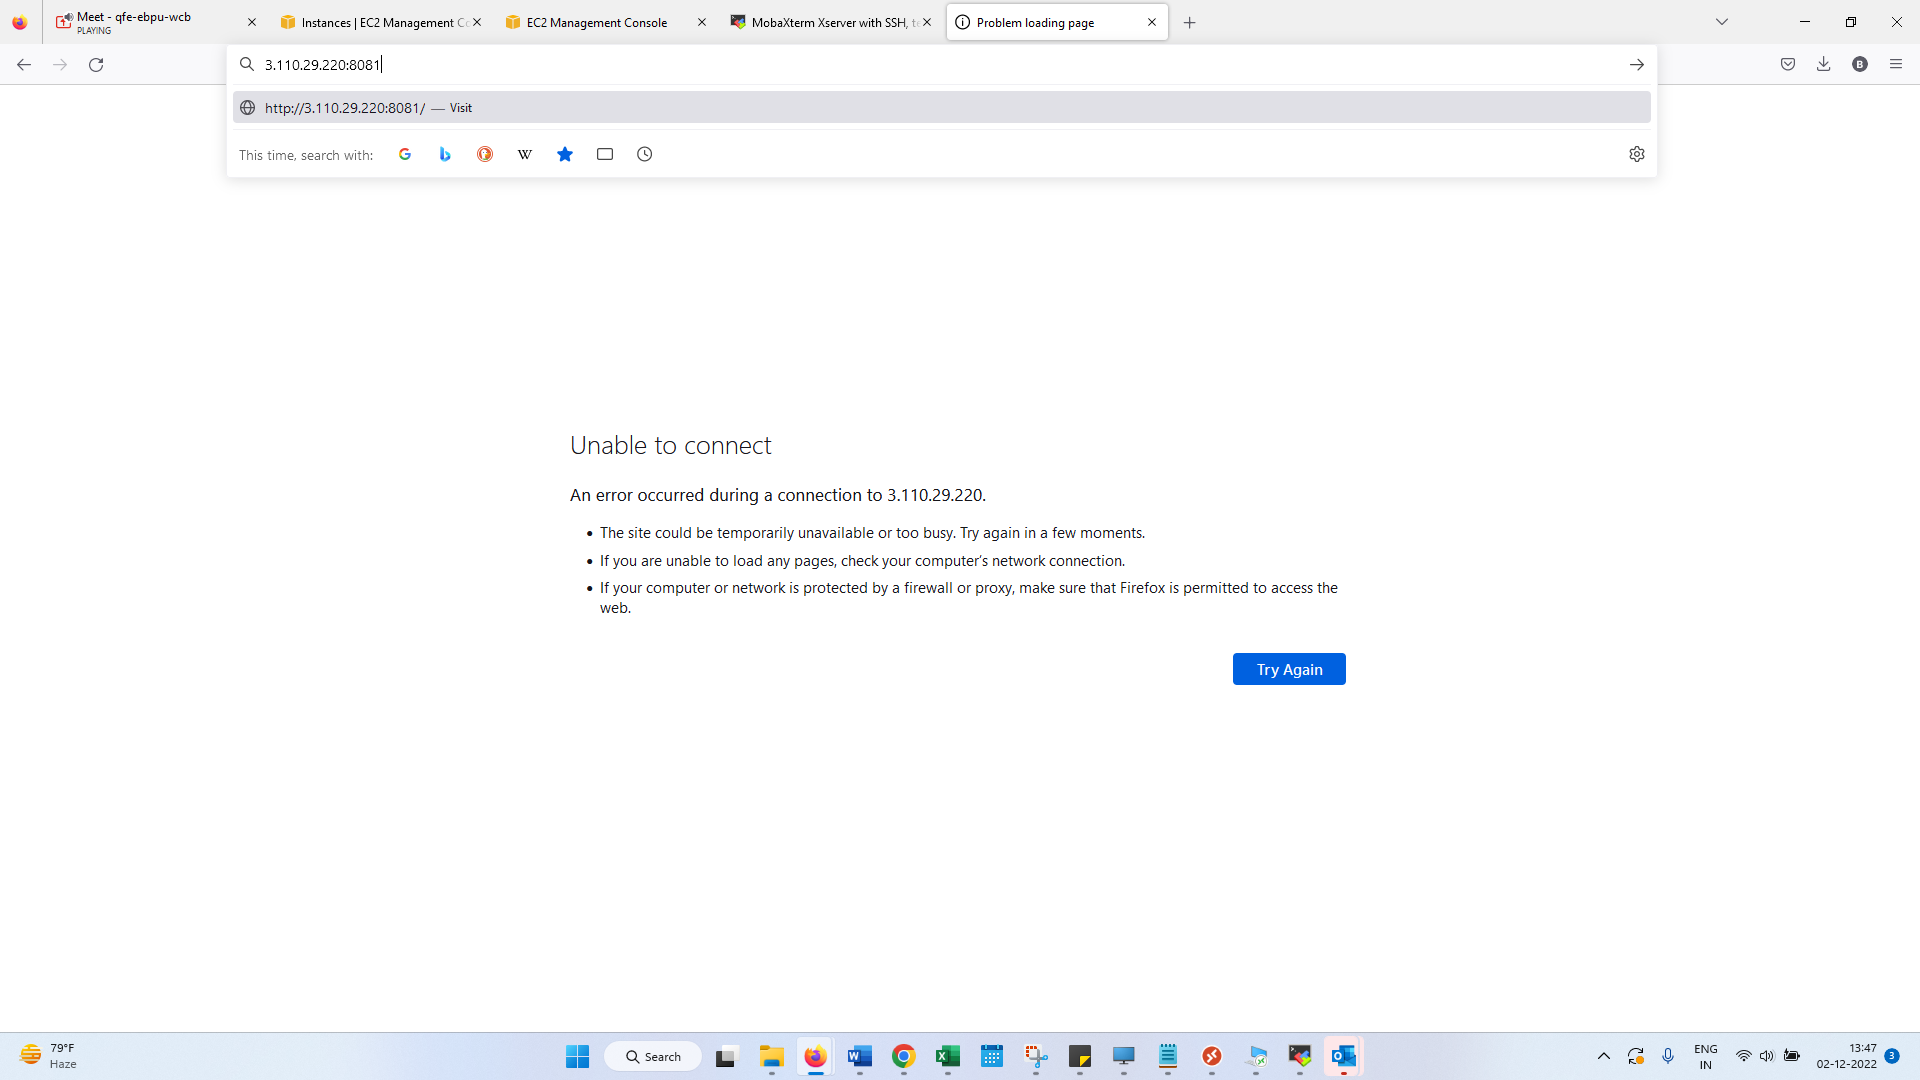 Meet - qfe-ebpu-wcb
PLAYING
Instances | EC2 Management Co
EC2 Management Console
MobaXterm Xserver with SSH, te
Problem loading page
3.110.29.220:8081
B
http://3.110.29.220:8081/ — Visit
This time, search with:
G
W
Unable to connect
An error occurred during a connection to 3.110.29.220.
• The site could be temporarily unavailable or too busy. Try again in a few moments.
• If you are unable to load any pages, check your computer's network connection.
• If your computer or network is protected by a firewall or proxy, make sure that Firefox is permitted to access the
web.
Try Again
79°F
Haze
Search
ENG
IN
13:47
02-12-2022
3